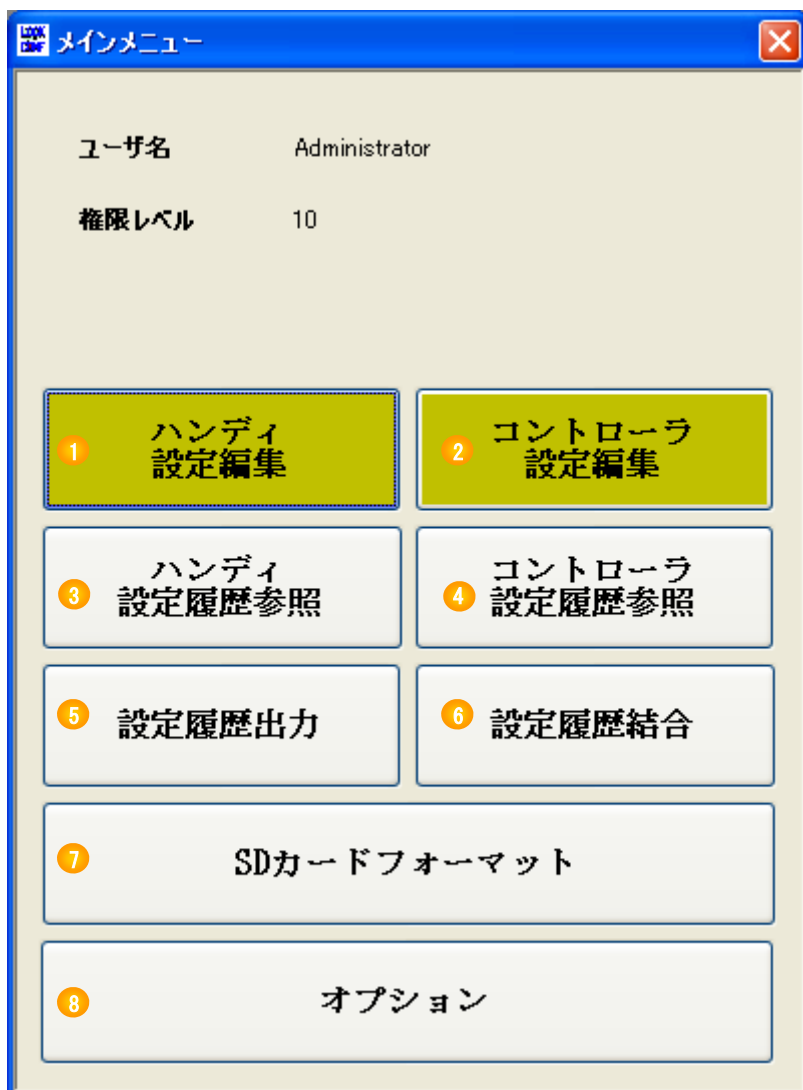 LOOK
メインメニュー
ユーザ名 Administrator
権限レベル 10
1 ハンディ
設定編集
2 コントローラ
設定編集
3 ハンディ
設定履歴参照
4 コントローラ
設定履歴参照
5 設定履歴出力
6 設定履歴結合
7 SDカードフォーマット
8 オプション